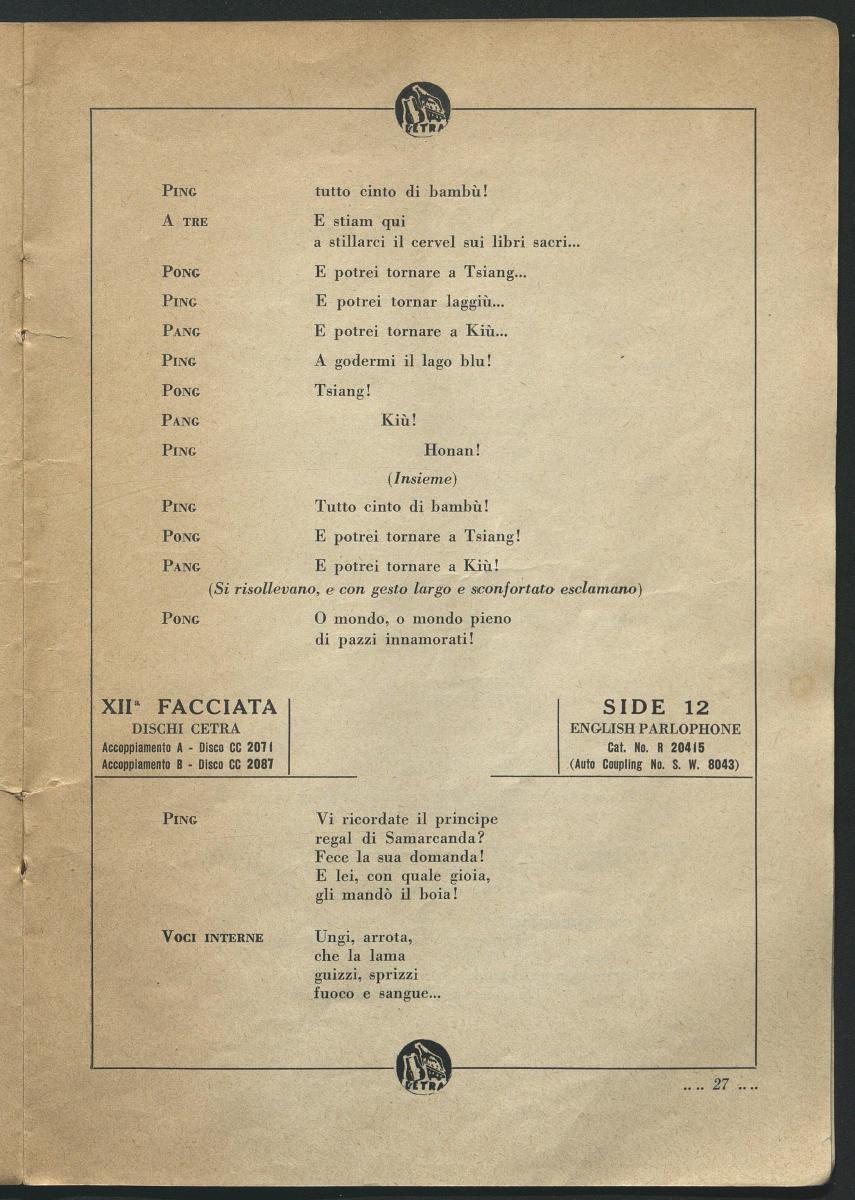 CETRA
PING tutto cinto di bambù!
A TRE E stiam qui
a stillarci il cervel sui libri sacri...
PONG E potrei tornare a Tsiang...
PING E potrei tornar laggiù...
PANG E potrei tornare a Kiù...
PING A godermi il lago blu!
PONG Tsiang!
PANG Kiù!
PING Honan!
(Insieme)
PING Tutto cinto di bambù!
PONG E potrei tornare a Tsiang!
PANG E potrei tornare a Kiù!
(Si risollevano, e con gesto largo e sconfortato esclamano)
PONG O mondo, o mondo pieno
di pazzi innamorati!
XIIª FACCIATA
DISCHI CETRA
Accoppiamento A - Disco CC 2071
Accoppiamento B - Disco CC 2087
SIDE 12
ENGLISH PARLOPHONE
Cat. No. R 20415
(Auto Coupling No. S. W. 8043)
PING Vi ricordate il principe
regal di Samarcanda?
Fece la sua domanda!
E lei, con quale gioia,
gli mandò il boia!
VOCI INTERNE Ungi, arrota,
che la lama
guizzi, sprizzi
fuoco e sangue...
CETRA
.... 27 ....